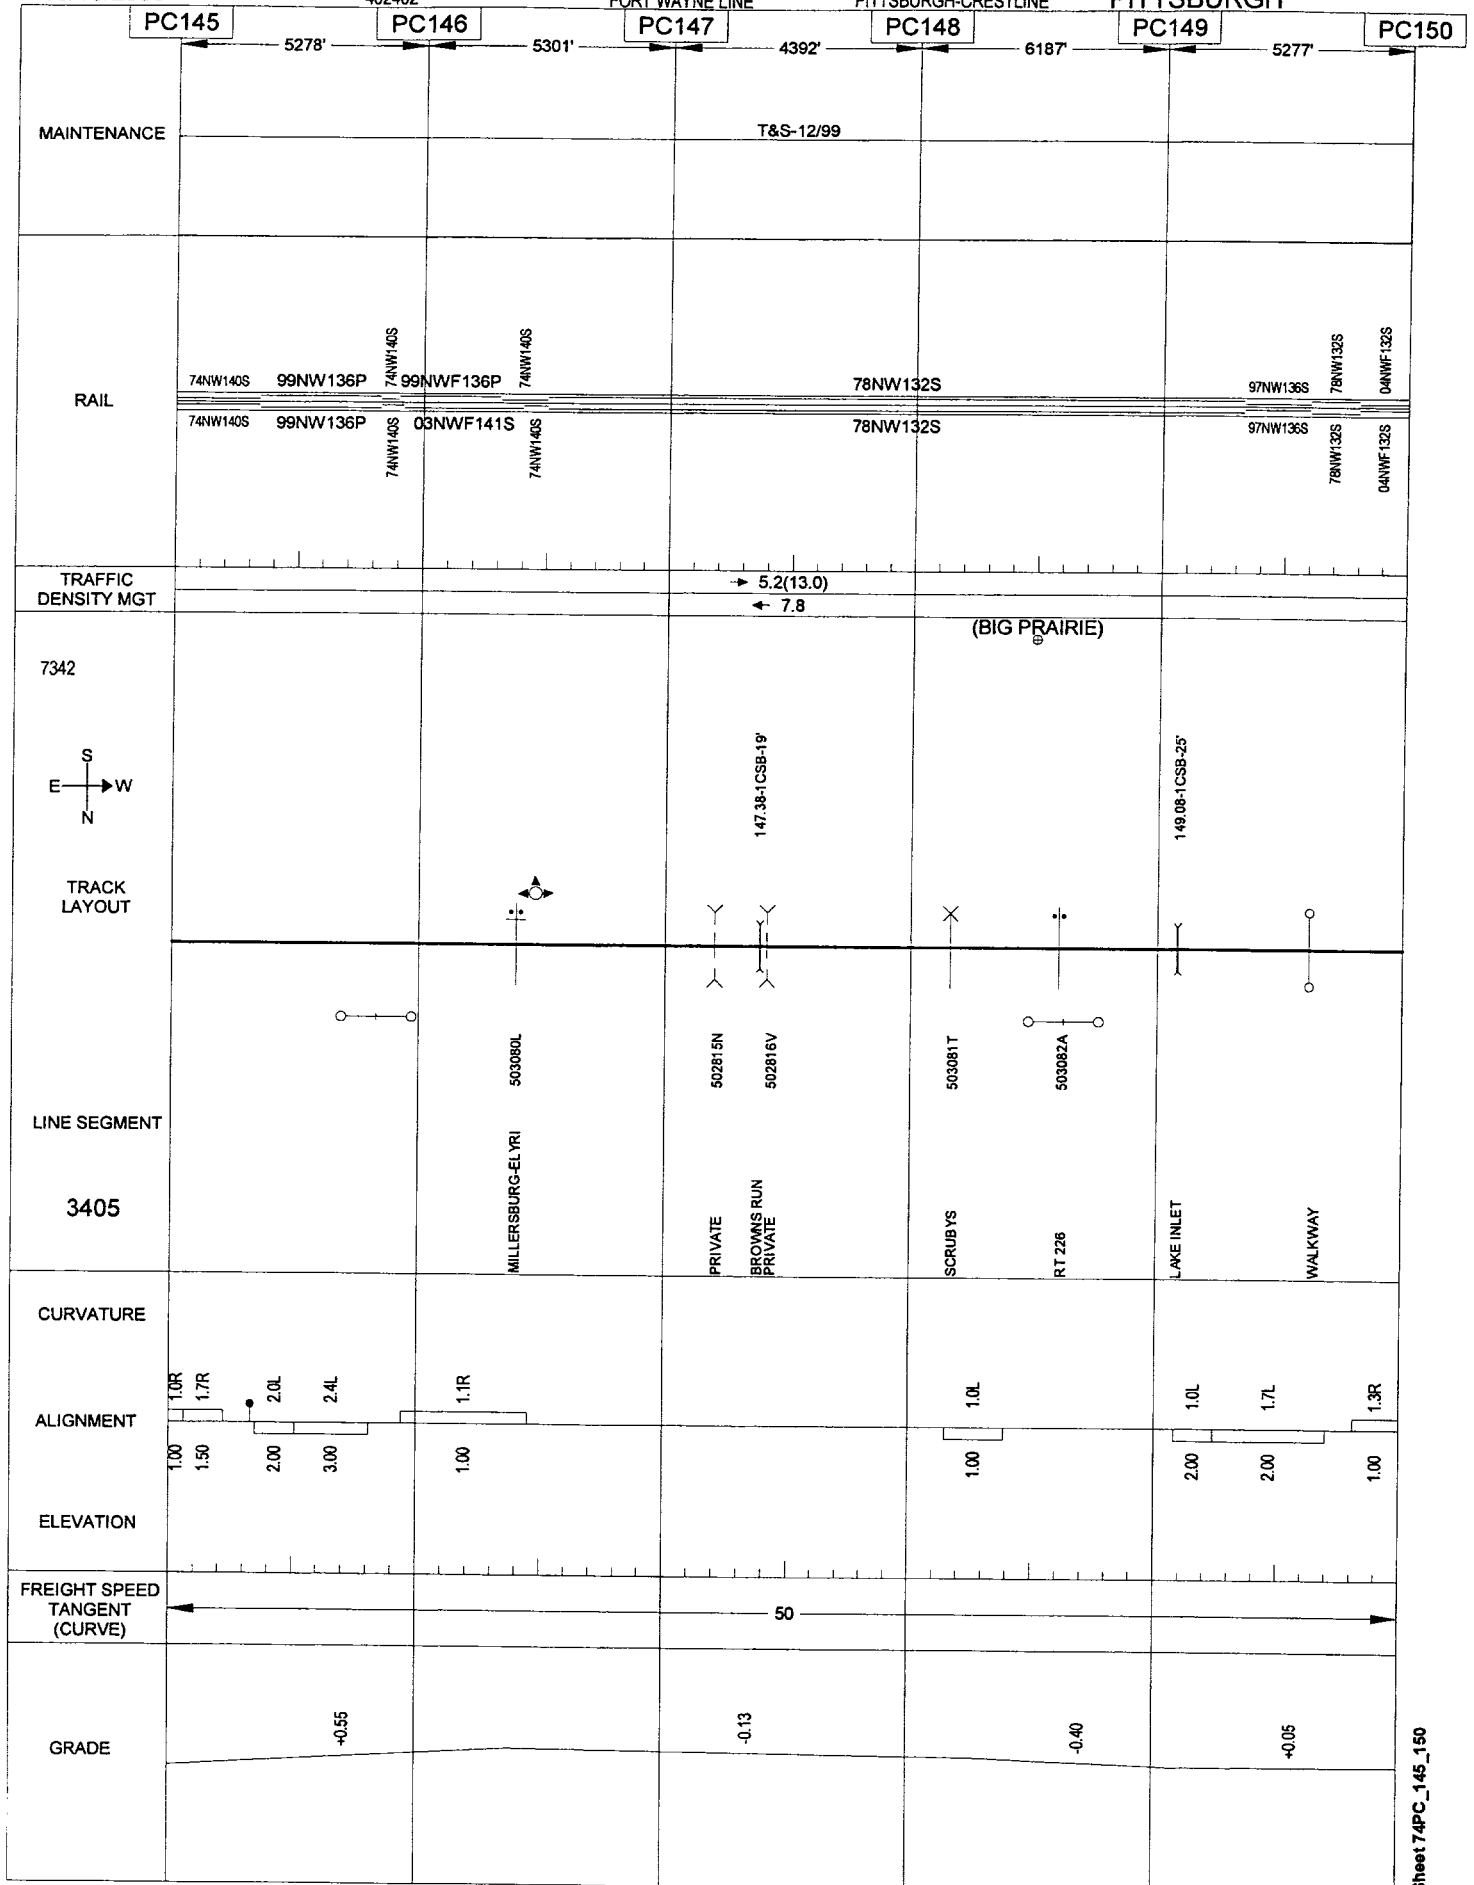 402402
FORT WAYNE LINE
PITTSBURGH-CRESTLINE
PITTSBURGH
PC145
PC146
PC147
PC148
PC149
PC150
5278'
5301'
4392'
6187'
5277'
MAINTENANCE
T&S-12/99
RAIL
74NW140S
99NW136P
74NW140S
99NWF136P
74NW140S
78NW132S
97NW136S
78NW132S
04NWF132S
74NW140S
99NW136P
74NW140S
03NWF141S
74NW140S
78NW132S
97NW136S
78NW132S
04NWF132S
TRAFFIC
DENSITY MGT
5.2(13.0)
7.8
(BIG PRAIRIE)
7342
S
E
W
N
147.38-1CSB-19'
149.08-1CSB-25'
TRACK
LAYOUT
503080L
502815N
502816V
503081T
503082A
LINE SEGMENT
3405
MILLERSBURG-ELYRI
PRIVATE
BROWNS RUN
PRIVATE
SCRUBYS
RT 226
LAKE INLET
WALKWAY
CURVATURE
1.0R
1.7R
2.0L
2.4L
1.1R
1.0L
1.0L
1.7L
1.3R
ALIGNMENT
1.00
1.50
2.00
3.00
1.00
1.00
2.00
2.00
1.00
ELEVATION
FREIGHT SPEED
TANGENT
(CURVE)
50
GRADE
+0.55
-0.13
-0.40
+0.05
Sheet 74PC_145_150